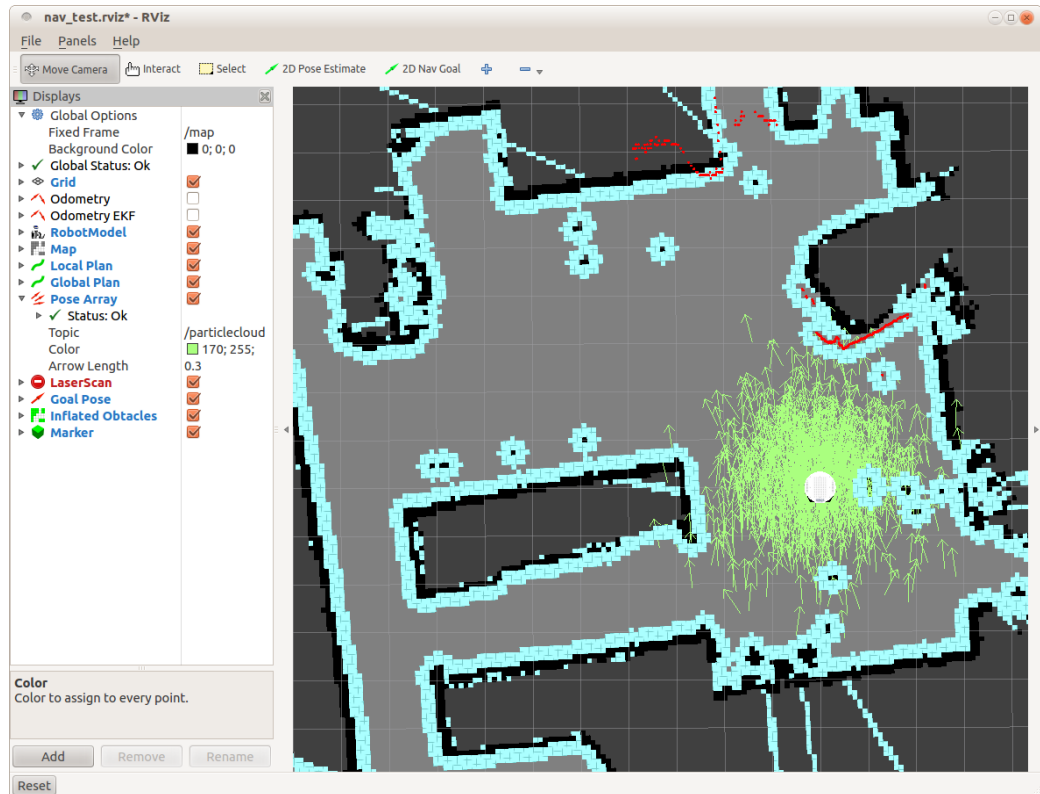 nav_test.rviz* - RViz
File Panels Help
Move Camera Interact Select 2D Pose Estimate 2D Nav Goal
Displays
Global Options
Fixed Frame /map
Background Color 0; 0; 0
Global Status: Ok
Grid
Odometry
Odometry EKF
RobotModel
Map
Local Plan
Global Plan
Pose Array
Status: Ok
Topic /particlecloud
Color 170; 255;
Arrow Length 0.3
LaserScan
Goal Pose
Inflated Obtacles
Marker
Color
Color to assign to every point.
Add Remove Rename
Reset